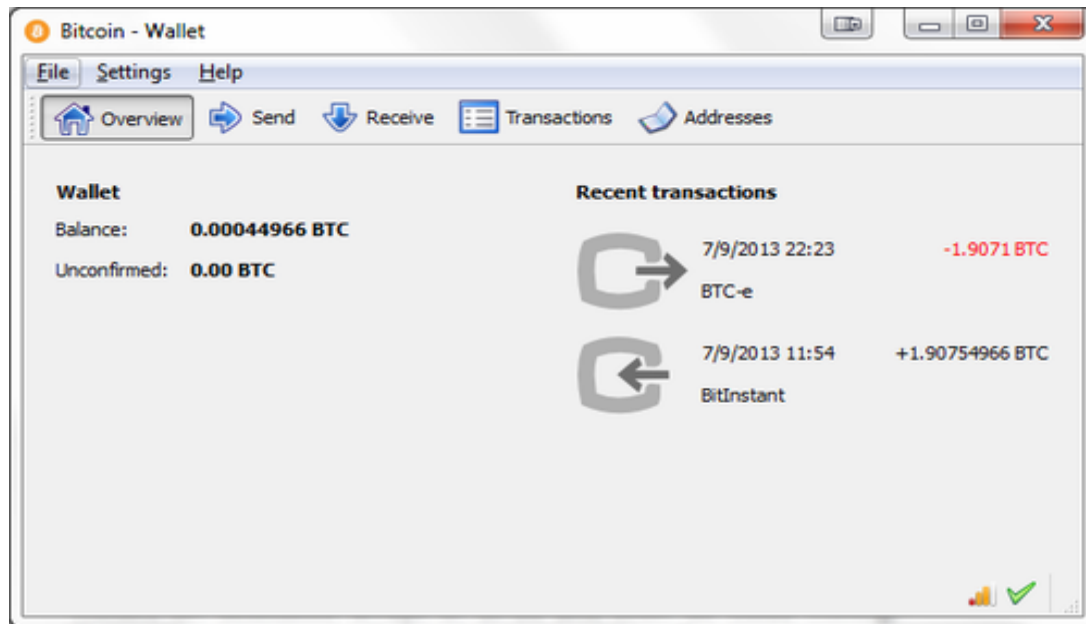 Bitcoin - Wallet
File Settings Help
Overview Send Receive Transactions Addresses
Wallet
Balance: 0.00044966 BTC
Unconfirmed: 0.00 BTC
Recent transactions
7/9/2013 22:23 -1.9071 BTC
BTC-e
7/9/2013 11:54 +1.90754966 BTC
BitInstant